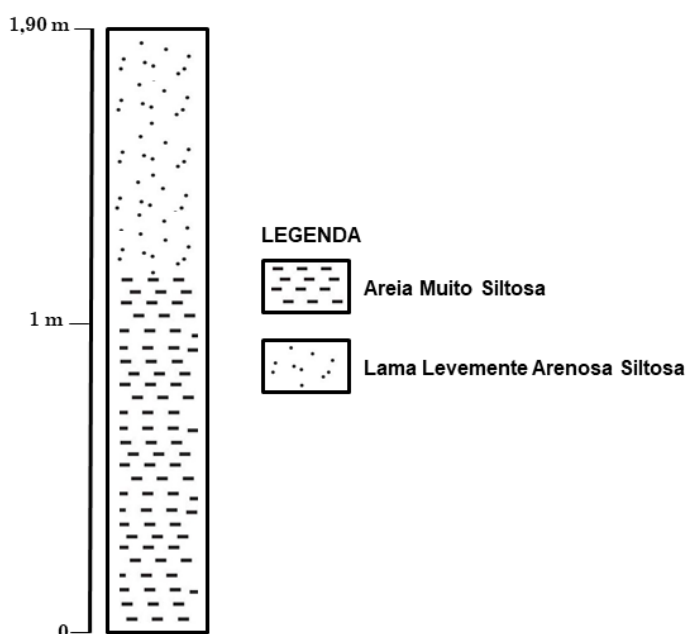 1,90 m
1 m
0
LEGENDA
Areia Muito Siltosa
Lama Levemente Arenosa Siltosa